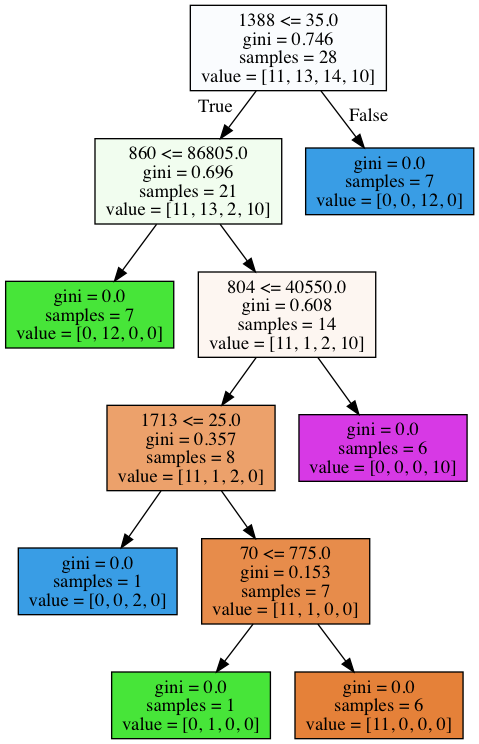 1388 <= 35.0
gini = 0.746
samples = 28
value = [11, 13, 14, 10]
True
False
860 <= 86805.0
gini = 0.696
samples = 21
value = [11, 13, 2, 10]
gini = 0.0
samples = 7
value = [0, 0, 12, 0]
gini = 0.0
samples = 7
value = [0, 12, 0, 0]
804 <= 40550.0
gini = 0.608
samples = 14
value = [11, 1, 2, 10]
1713 <= 25.0
gini = 0.357
samples = 8
value = [11, 1, 2, 0]
gini = 0.0
samples = 6
value = [0, 0, 0, 10]
gini = 0.0
samples = 1
value = [0, 0, 2, 0]
70 <= 775.0
gini = 0.153
samples = 7
value = [11, 1, 0, 0]
gini = 0.0
samples = 1
value = [0, 1, 0, 0]
gini = 0.0
samples = 6
value = [11, 0, 0, 0]